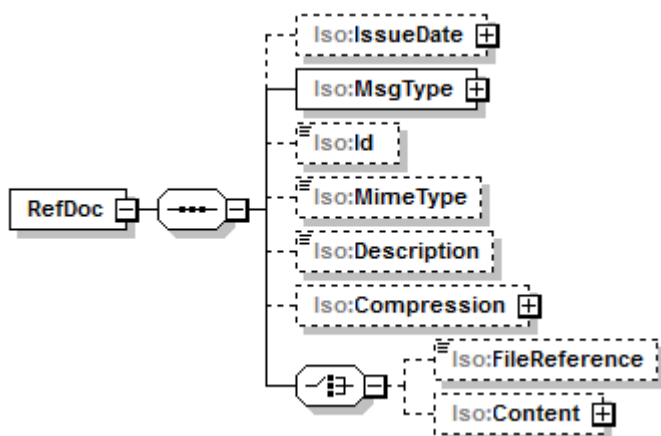 Iso:IssueDate
Iso:MsgType
Iso:Id
RefDoc
Iso:MimeType
Iso:Description
Iso:Compression
Iso:FileReference
Iso:Content